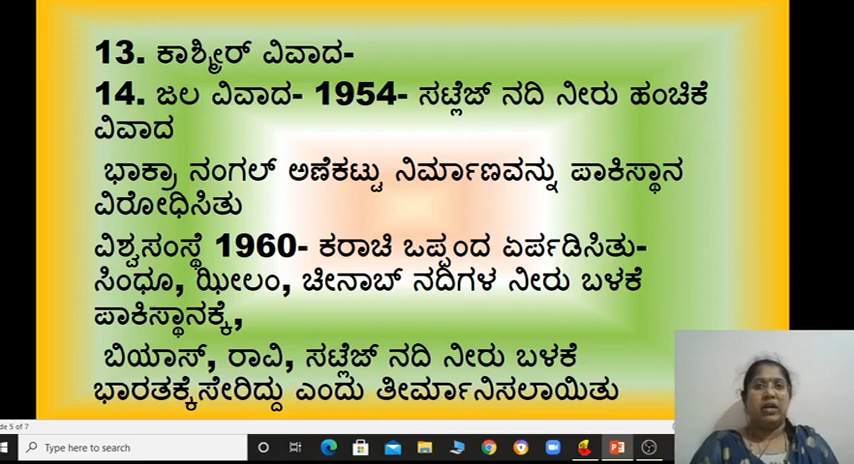 13. ಕಾಶ್ಮೀರ್ ವಿವಾದ-
14. ಜಲ ವಿವಾದ- 1954- ಸಟ್ಲೆಜ್ ನದಿ ನೀರು ಹಂಚಿಕೆ
ವಿವಾದ
ಭಾಕ್ರಾ ನಂಗಲ್ ಅಣೆಕಟ್ಟು ನಿರ್ಮಾಣವನ್ನು ಪಾಕಿಸ್ಥಾನ
ವಿರೋಧಿಸಿತು
ವಿಶ್ವಸಂಸ್ಥೆ 1960- ಕರಾಚಿ ಒಪ್ಪಂದ ಏರ್ಪಡಿಸಿತು-
ಸಿಂಧೂ, ಝೀಲಂ, ಚೀನಾಬ್ ನದಿಗಳ ನೀರು ಬಳಕೆ
ಪಾಕಿಸ್ಥಾನಕ್ಕೆ,
ಬಿಯಾಸ್, ರಾವಿ, ಸಟ್ಲೆಜ್ ನದಿ ನೀರು ಬಳಕೆ
ಭಾರತಕ್ಕೆಸೇರಿದ್ದು ಎಂದು ತೀರ್ಮಾನಿಸಲಾಯಿತು
de 5 of 7
Type here to search